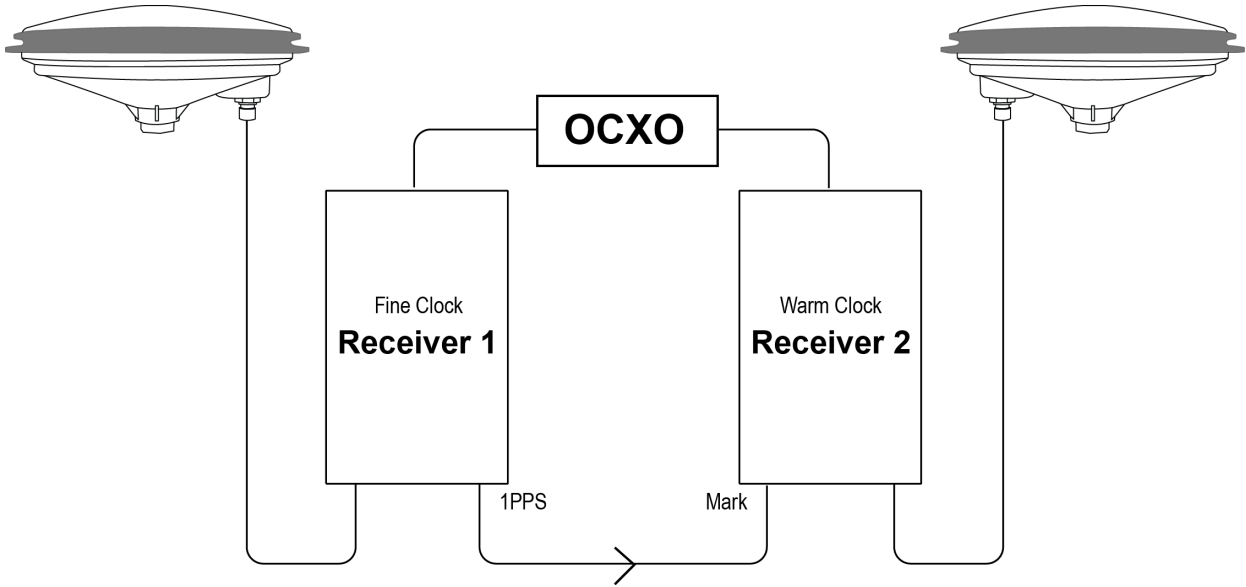 OCXO
Fine Clock
Receiver 1
Warm Clock
Receiver 2
1PPS
Mark